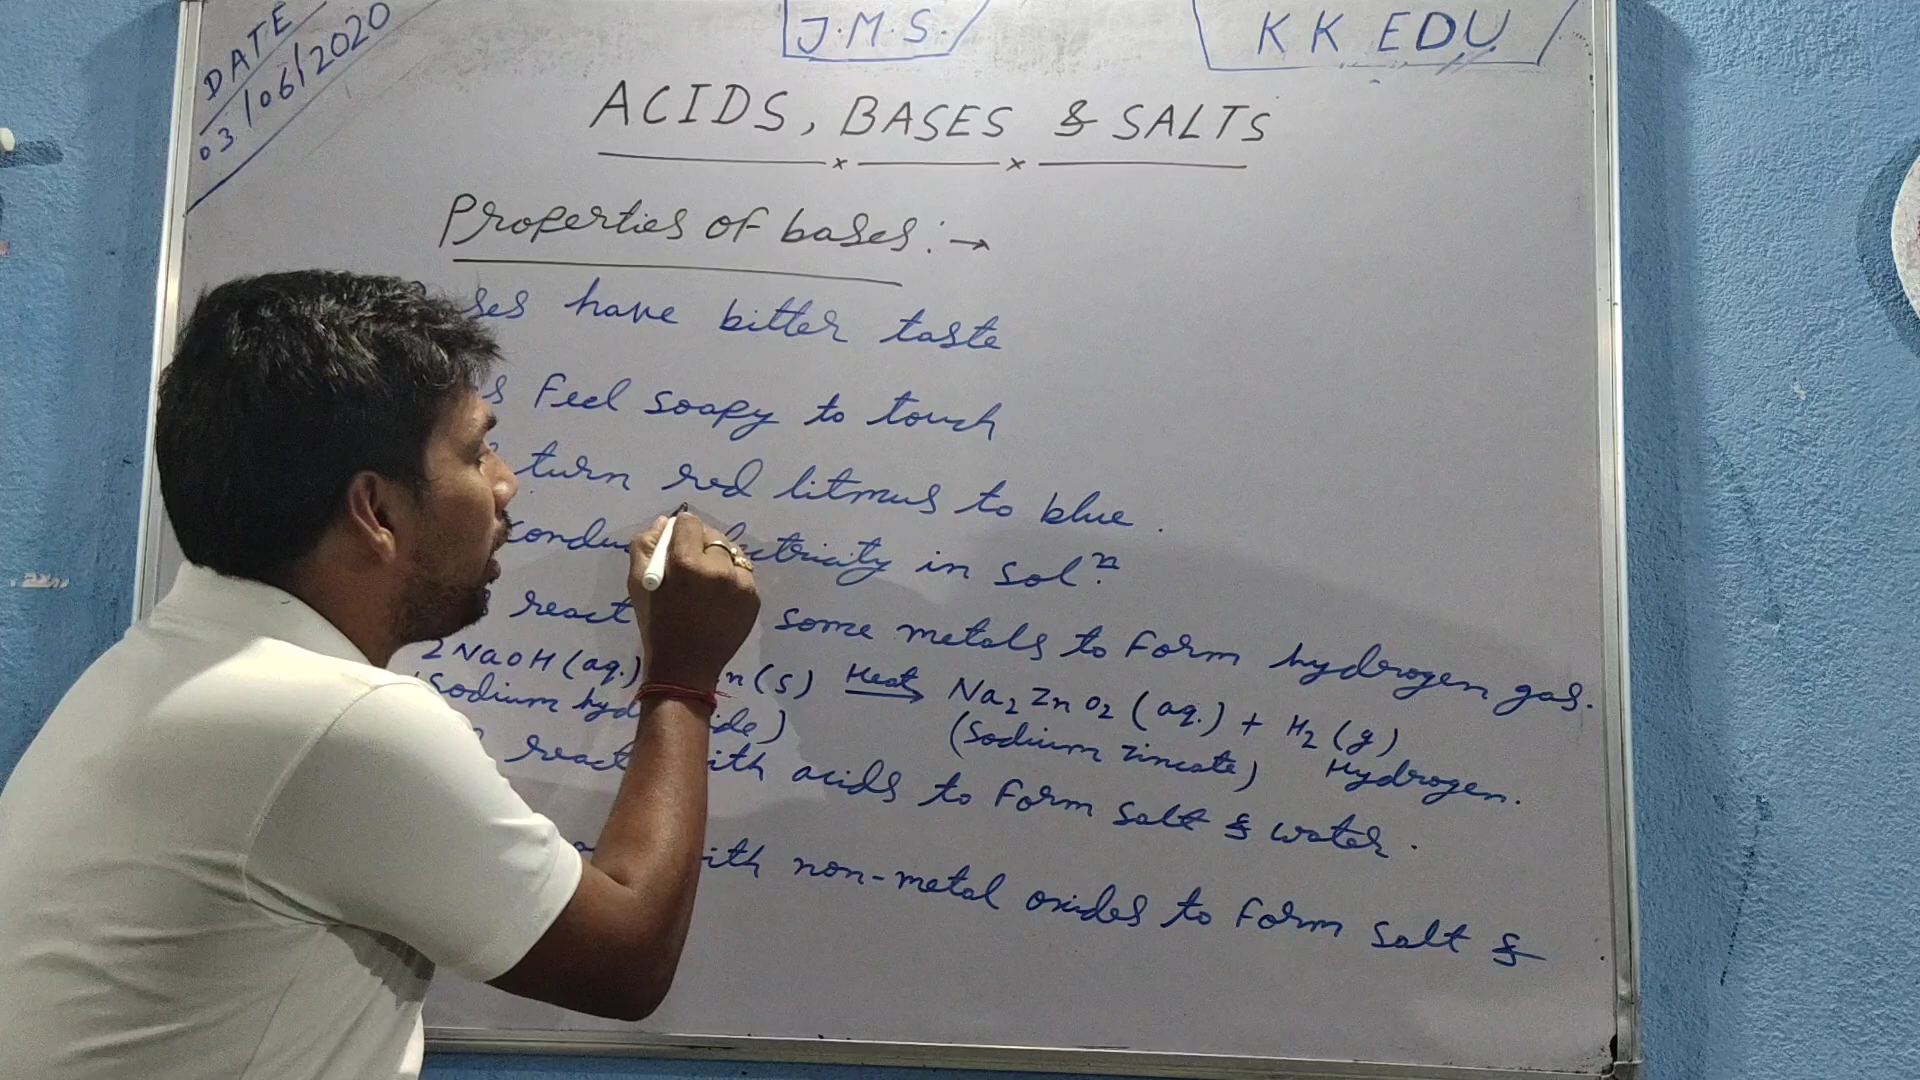 DATE
03/06/2020
J.M.S.
KK EDU
ACIDS, BASES & SALTS
Properties of bases:→
have bitter taste
feel soapy to touch
turn red litmus to blue.
in solⁿ.
react some metals to form hydrogen gas.
2NaOH(aq.) n(s) Heat→ Na₂ZnO₂(aq.) + H₂(g)
(Sodium (Sodium zincate) Hydrogen.
react with acids to form salt & water.
with non-metal oxides to form salt &